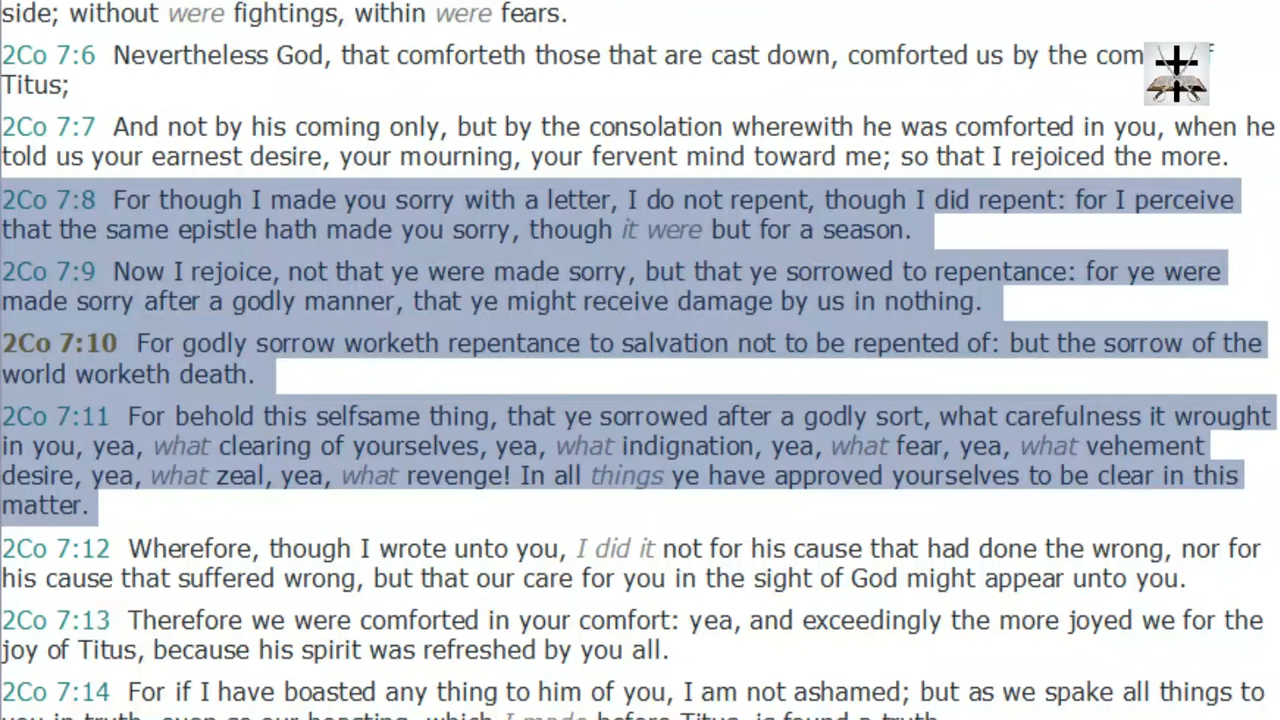 side; without were fightings, within were fears.
2Co 7:6 Nevertheless God, that comforteth those that are cast down, comforted us by the com
Titus;
2Co 7:7 And not by his coming only, but by the consolation wherewith he was comforted in you, when he
told us your earnest desire, your mourning, your fervent mind toward me; so that I rejoiced the more.
2Co 7:8 For though I made you sorry with a letter, I do not repent, though I did repent: for I perceive
that the same epistle hath made you sorry, though it were but for a season.
2Co 7:9 Now I rejoice, not that ye were made sorry, but that ye sorrowed to repentance: for ye were
made sorry after a godly manner, that ye might receive damage by us in nothing.
2Co 7:10 For godly sorrow worketh repentance to salvation not to be repented of: but the sorrow of the
world worketh death.
2Co 7:11 For behold this selfsame thing, that ye sorrowed after a godly sort, what carefulness it wrought
in you, yea, what clearing of yourselves, yea, what indignation, yea, what fear, yea, what vehement
desire, yea, what zeal, yea, what revenge! In all things ye have approved yourselves to be clear in this
matter.
2Co 7:12 Wherefore, though I wrote unto you, I did it not for his cause that had done the wrong, nor for
his cause that suffered wrong, but that our care for you in the sight of God might appear unto you.
2Co 7:13 Therefore we were comforted in your comfort: yea, and exceedingly the more joyed we for the
joy of Titus, because his spirit was refreshed by you all.
2Co 7:14 For if I have boasted any thing to him of you, I am not ashamed; but as we spake all things to
you in truth, even so our boasting, which I made before Titus, is found a truth.